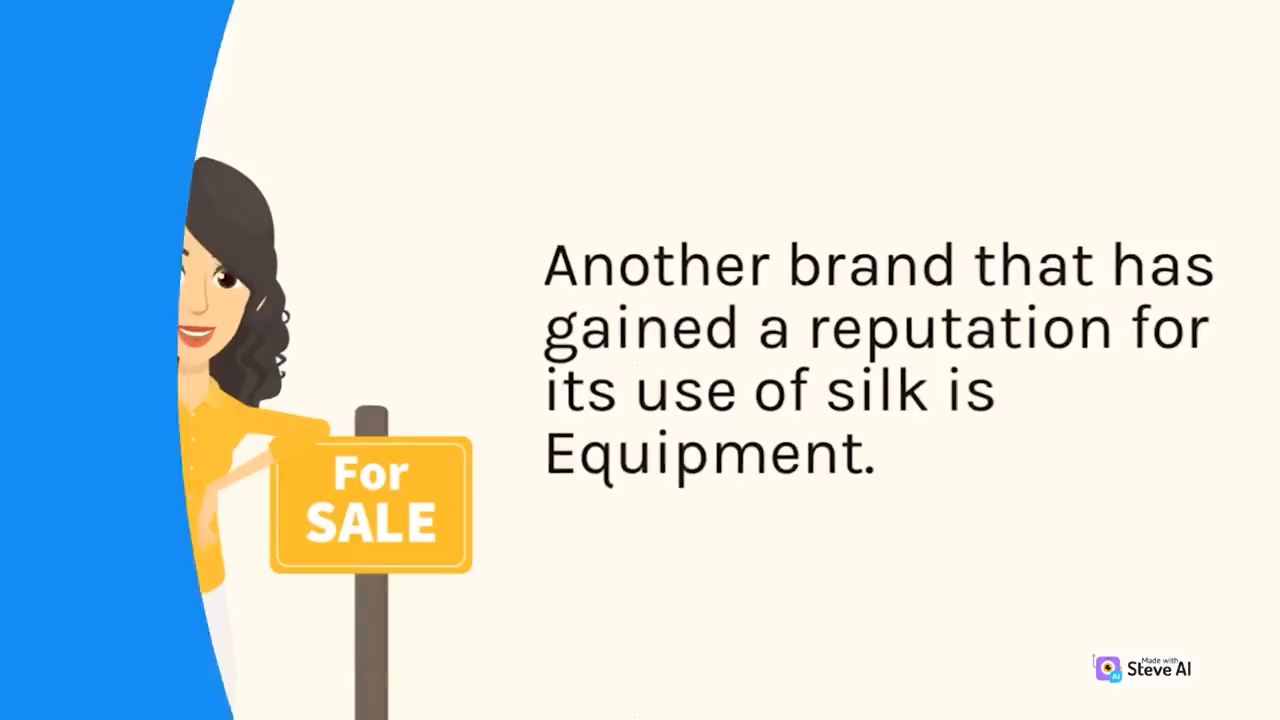 Another brand that has
gained a reputation for
its use of silk is
Equipment.
For
SALE
Made with
Steve AI
AI